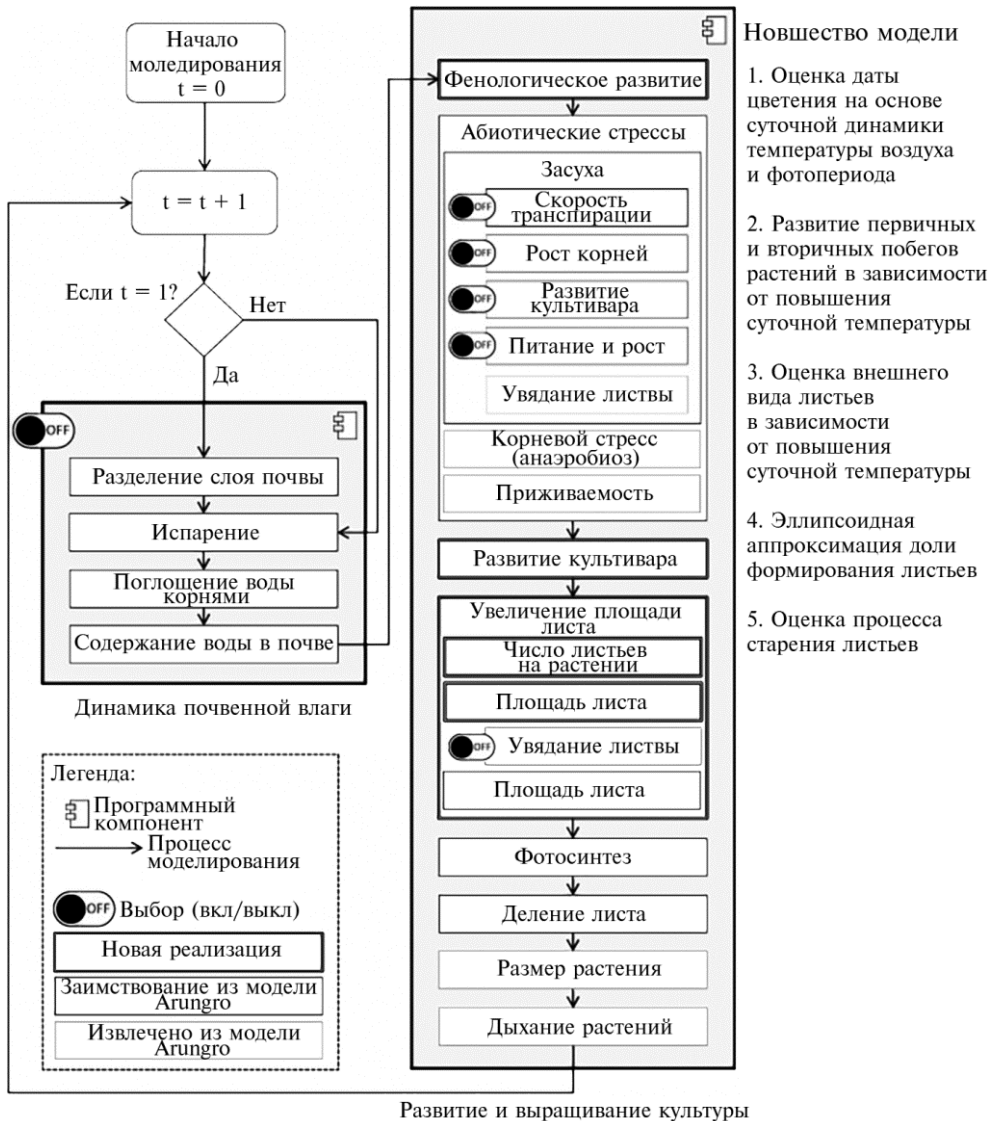 Начало
моледирования
t = 0
t = t + 1
Если t = 1?
Нет
Да
OFF
Разделение слоя почвы
Испарение
Поглощение воды
корнями
Содержание воды в почве
Динамика почвенной влаги
Легенда:
Программный
компонент
Процесс
моделирования
OFF
Выбор (вкл/выкл)
Новая реализация
Заимствование из модели
Arungro
Извлечено из модели
Arungro
Фенологическое развитие
Абиотические стрессы
Засуха
OFF
Скорость
транспирации
OFF
Рост корней
OFF
Развитие
культивара
OFF
Питание и рост
Увядание листвы
Корневой стресс
(анаэробиоз)
Приживаемость
Развитие культивара
Увеличение площади
листа
Число листьев
на растении
Площадь листа
OFF
Увядание листвы
Площадь листа
Фотосинтез
Деление листа
Размер растения
Дыхание растений
Развитие и выращивание культуры
Новшество модели
1. Оценка даты
цветения на основе
суточной динамики
температуры воздуха
и фотопериода
2. Развитие первичных
и вторичных побегов
растений в зависимости
от повышения
суточной температуры
3. Оценка внешнего
вида листьев
в зависимости
от повышения
суточной температуры
4. Эллипсоидная
аппроксимация доли
формирования листьев
5. Оценка процесса
старения листьев